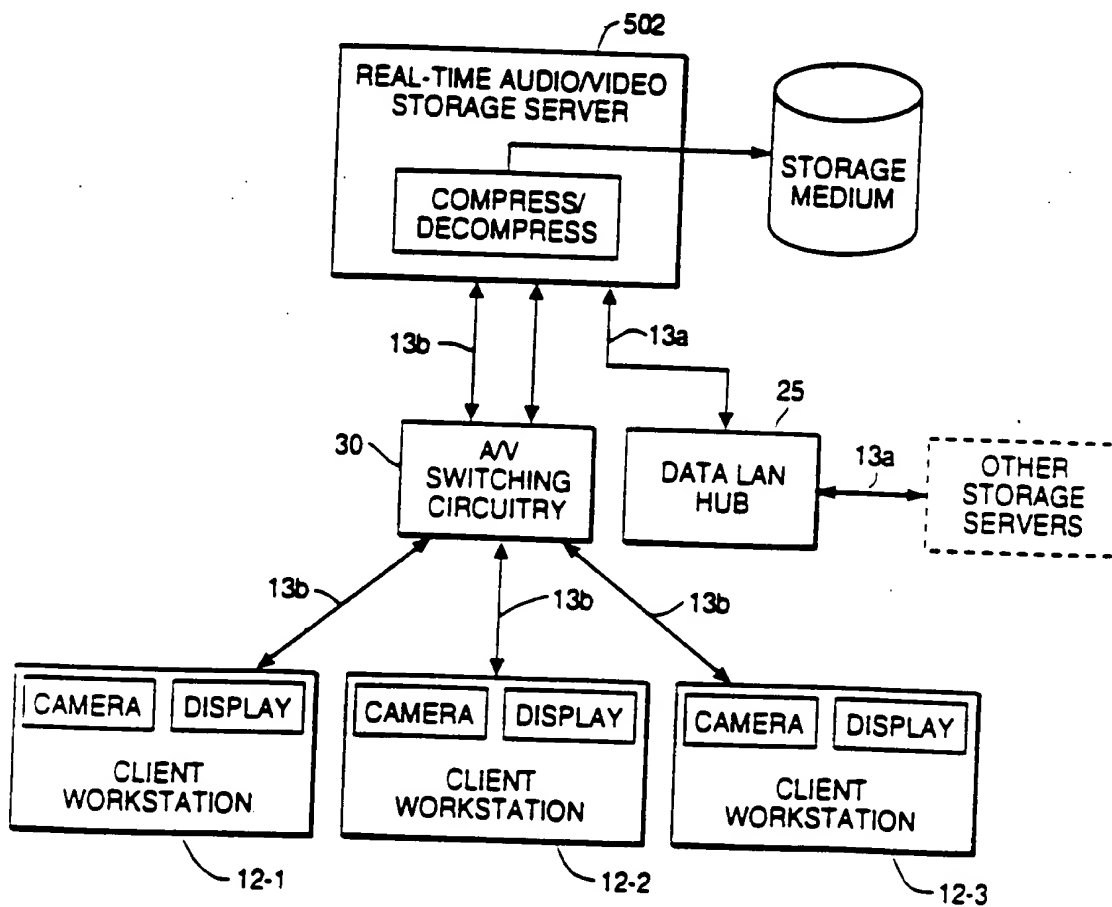 502
REAL-TIME AUDIO/VIDEO
STORAGE SERVER
COMPRESS/
DECOMPRESS
STORAGE
MEDIUM
13b
13a
25
30
A/V
SWITCHING
CIRCUITRY
DATA LAN
HUB
13a
OTHER
STORAGE
SERVERS
13b
13b
13b
CAMERA
DISPLAY
CLIENT
WORKSTATION
CAMERA
DISPLAY
CLIENT
WORKSTATION
CAMERA
DISPLAY
CLIENT
WORKSTATION
12-1
12-2
12-3